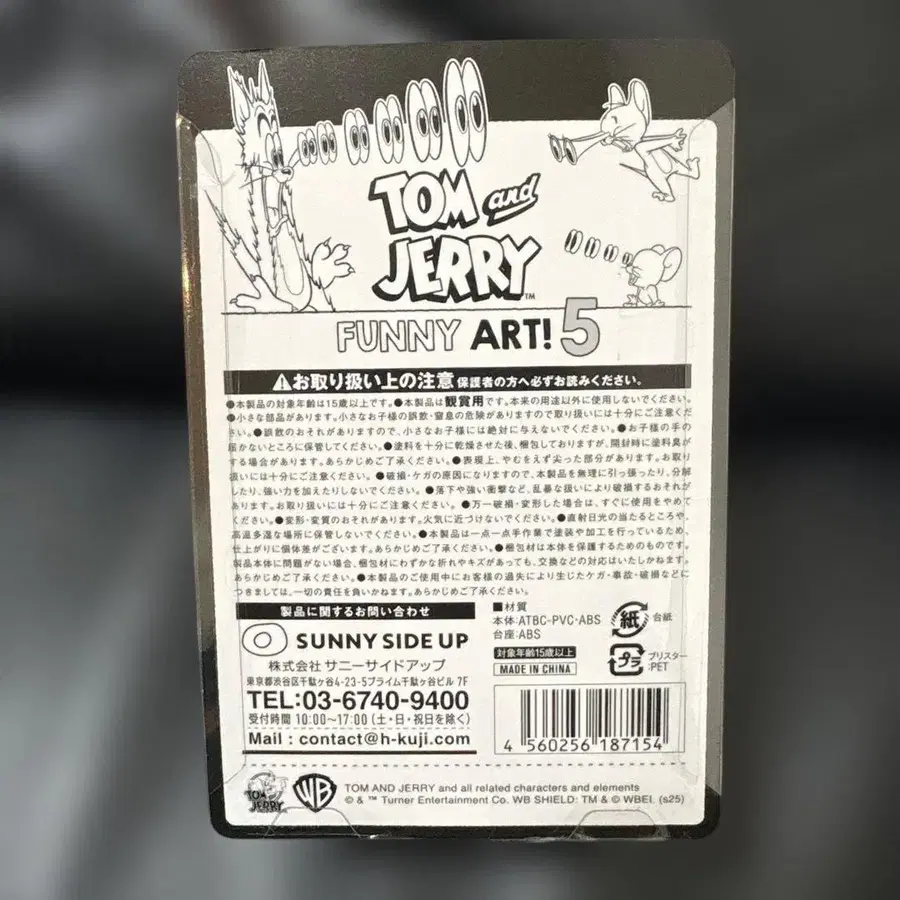 TOM and
JERRY™
FUNNY ART! 5
⚠お取り扱い上の注意 保護者の方へ必ずお読みください。
●本製品の対象年齢は15歳以上です。●本製品は観賞用です。本来の用途以外に使用しないでください。
●小さな部品があります。小さなお子様の誤飲・窒息の危険がありますので取り扱いには十分にご注意くだ
さい。●誤飲のおそれがありますので、小さなお子様には絶対に与えないでください。●お子様の手の
届かないところに保管してください。●塗料を十分に乾燥させた後、梱包しておりますが、開封時に塗料臭が
する場合があります。あらかじめご了承ください。●表現上、やむをえず尖った部分があります。お取り扱
いには十分にご注意ください。●破損・ケガの原因になりますので、本製品を無理に引っ張ったり、分解
したり、強い力を加えたりしないでください。●落下や強い衝撃など、乱暴な扱いにより破損するおそれが
あります。お取り扱いには十分にご注意ください。●万一破損・変形した場合は、すぐに使用をやめて
ください。●変形・変質のおそれがあります。火気に近づけないでください。●直射日光の当たるところや、
高温多湿な場所に保管しないでください。●本製品は一点一点手作業で塗装や加工を行っているため、
仕上がりに個体差がございます。あらかじめご了承ください。●梱包材は本体を保護するためのものです。
製品本体に問題がない場合、梱包材にわずかな折れやキズがあっても、交換などの対応はいたしかねます。
あらかじめご了承ください。●本製品のご使用中にお客様の過失により生じたケガ・事故・破損などに
つきましては、一切の責任を負いかねます。あらかじめご了承ください。
製品に関するお問い合わせ
SUNNY SIDE UP
株式会社 サニーサイドアップ
東京都渋谷区千駄ヶ谷4-23-5プライム千駄ヶ谷ビル 7F
TEL:03-6740-9400
受付時間 10:00〜17:00(土・日・祝日を除く)
Mail : contact@h-kuji.com
■材質
本体:ATBC-PVC・ABS
台座:ABS
対象年齢15歳以上
MADE IN CHINA
紙
台紙
プラ
ブリスター
:PET
4 560256 187154
TOM and
JERRY
WB
TOM AND JERRY and all related characters and elements
© & ™ Turner Entertainment Co. WB SHIELD: TM & © WBEI. (s25)